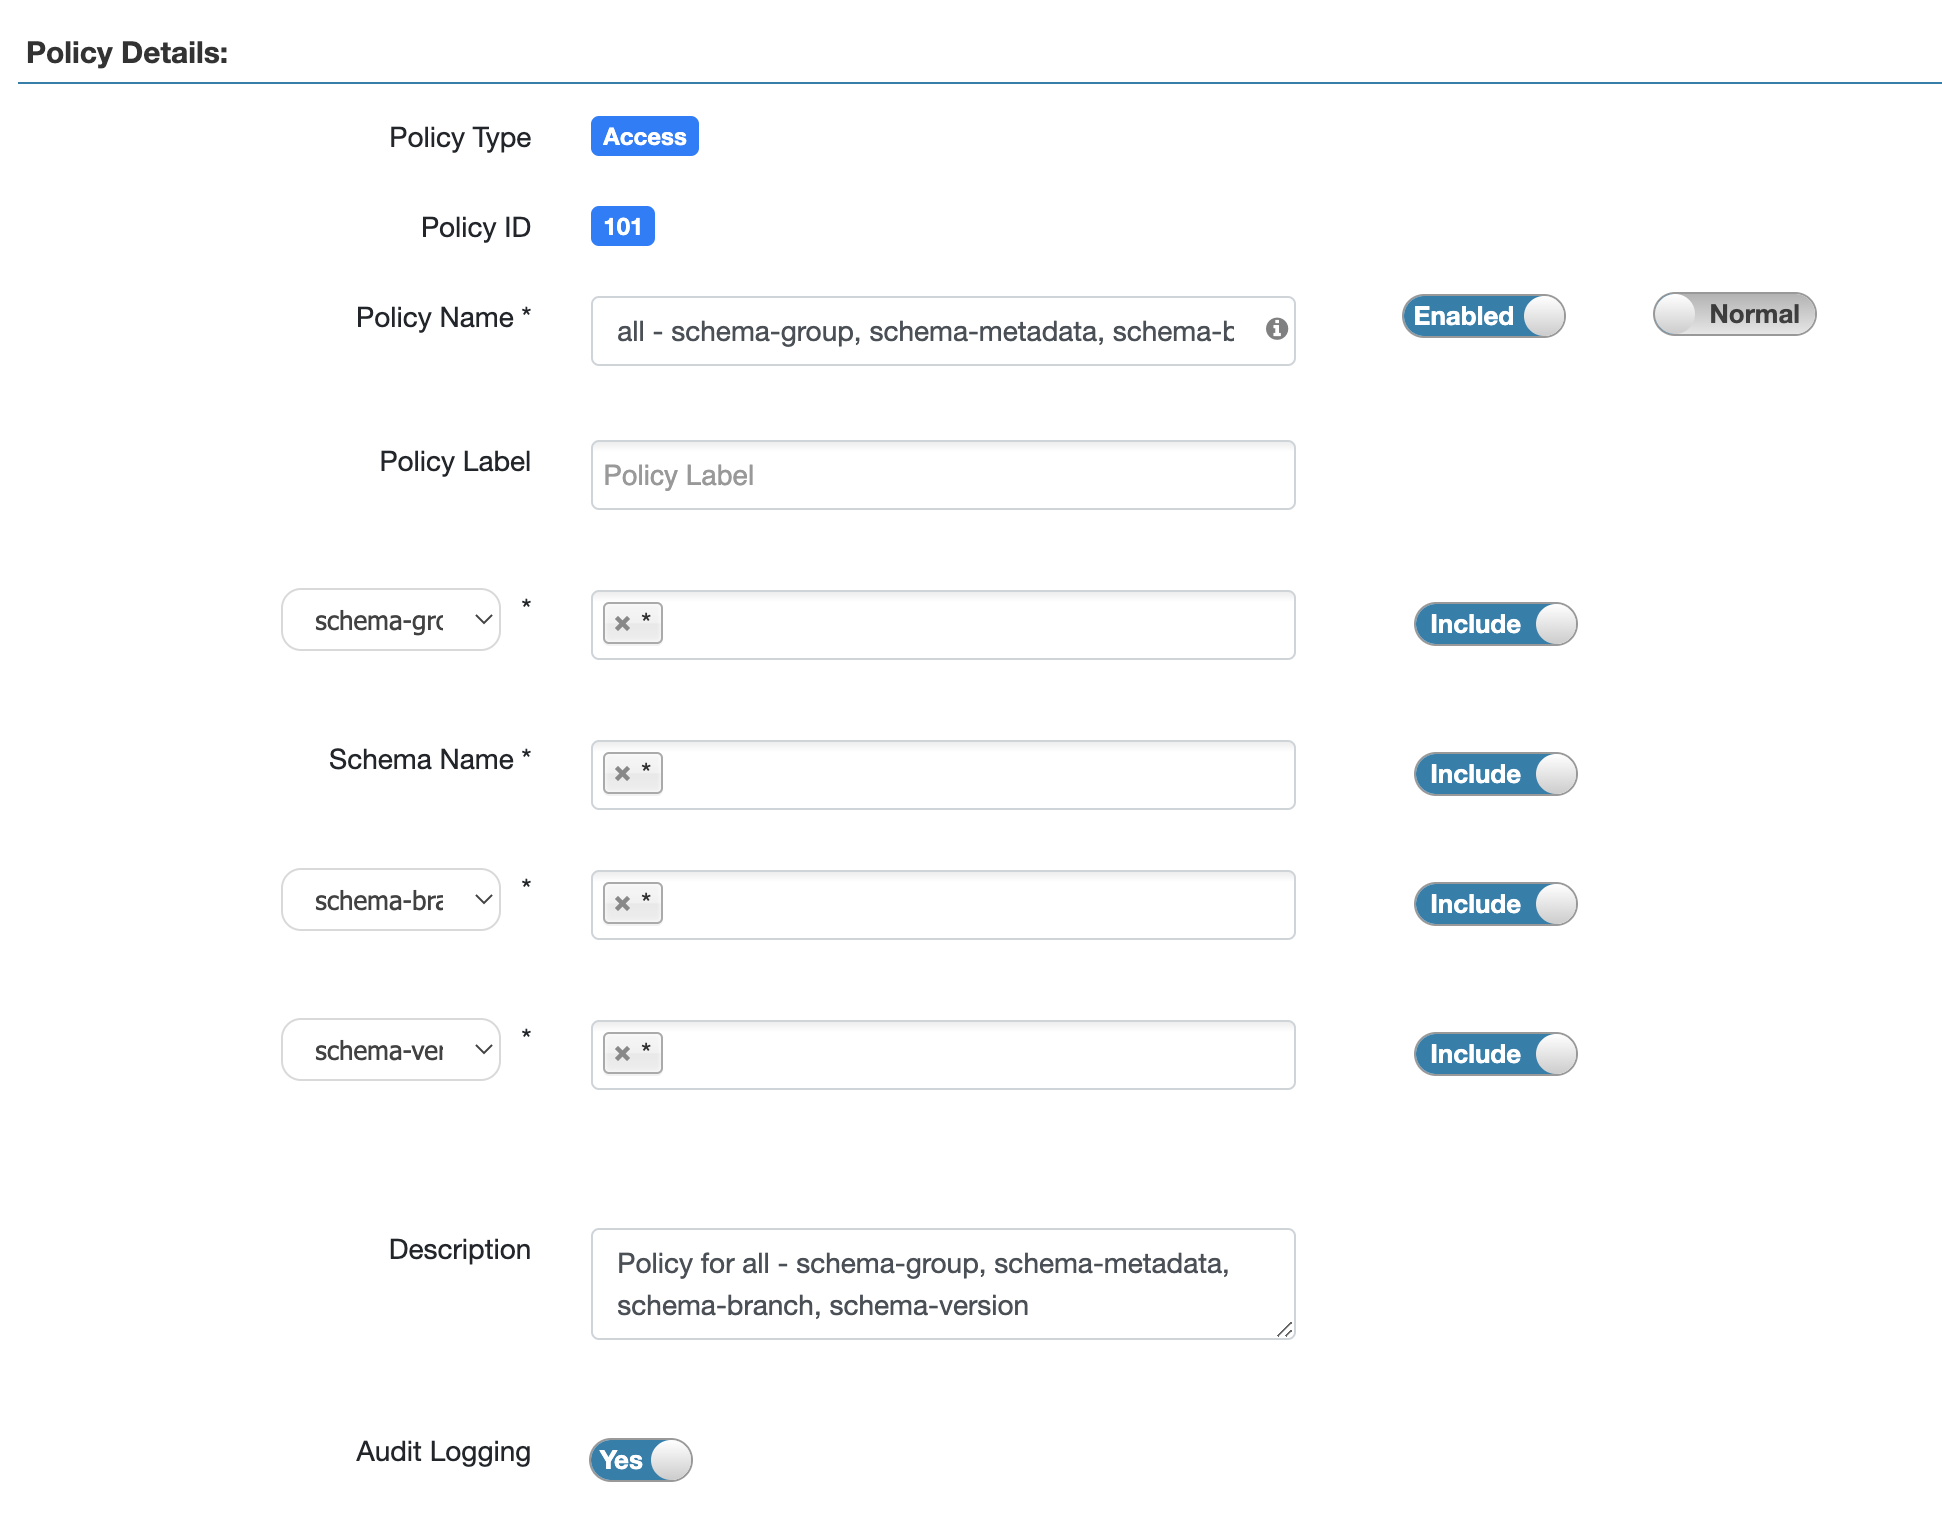 Policy Details:
Policy Type
Access
Policy ID
101
Policy Name *
all - schema-group, schema-metadata, schema-b
Enabled
Normal
Policy Label
Policy Label
schema-gro
*
× *
Include
Schema Name *
× *
Include
schema-bra
*
× *
Include
schema-ver
*
× *
Include
Description
Policy for all - schema-group, schema-metadata,
schema-branch, schema-version
Audit Logging
Yes